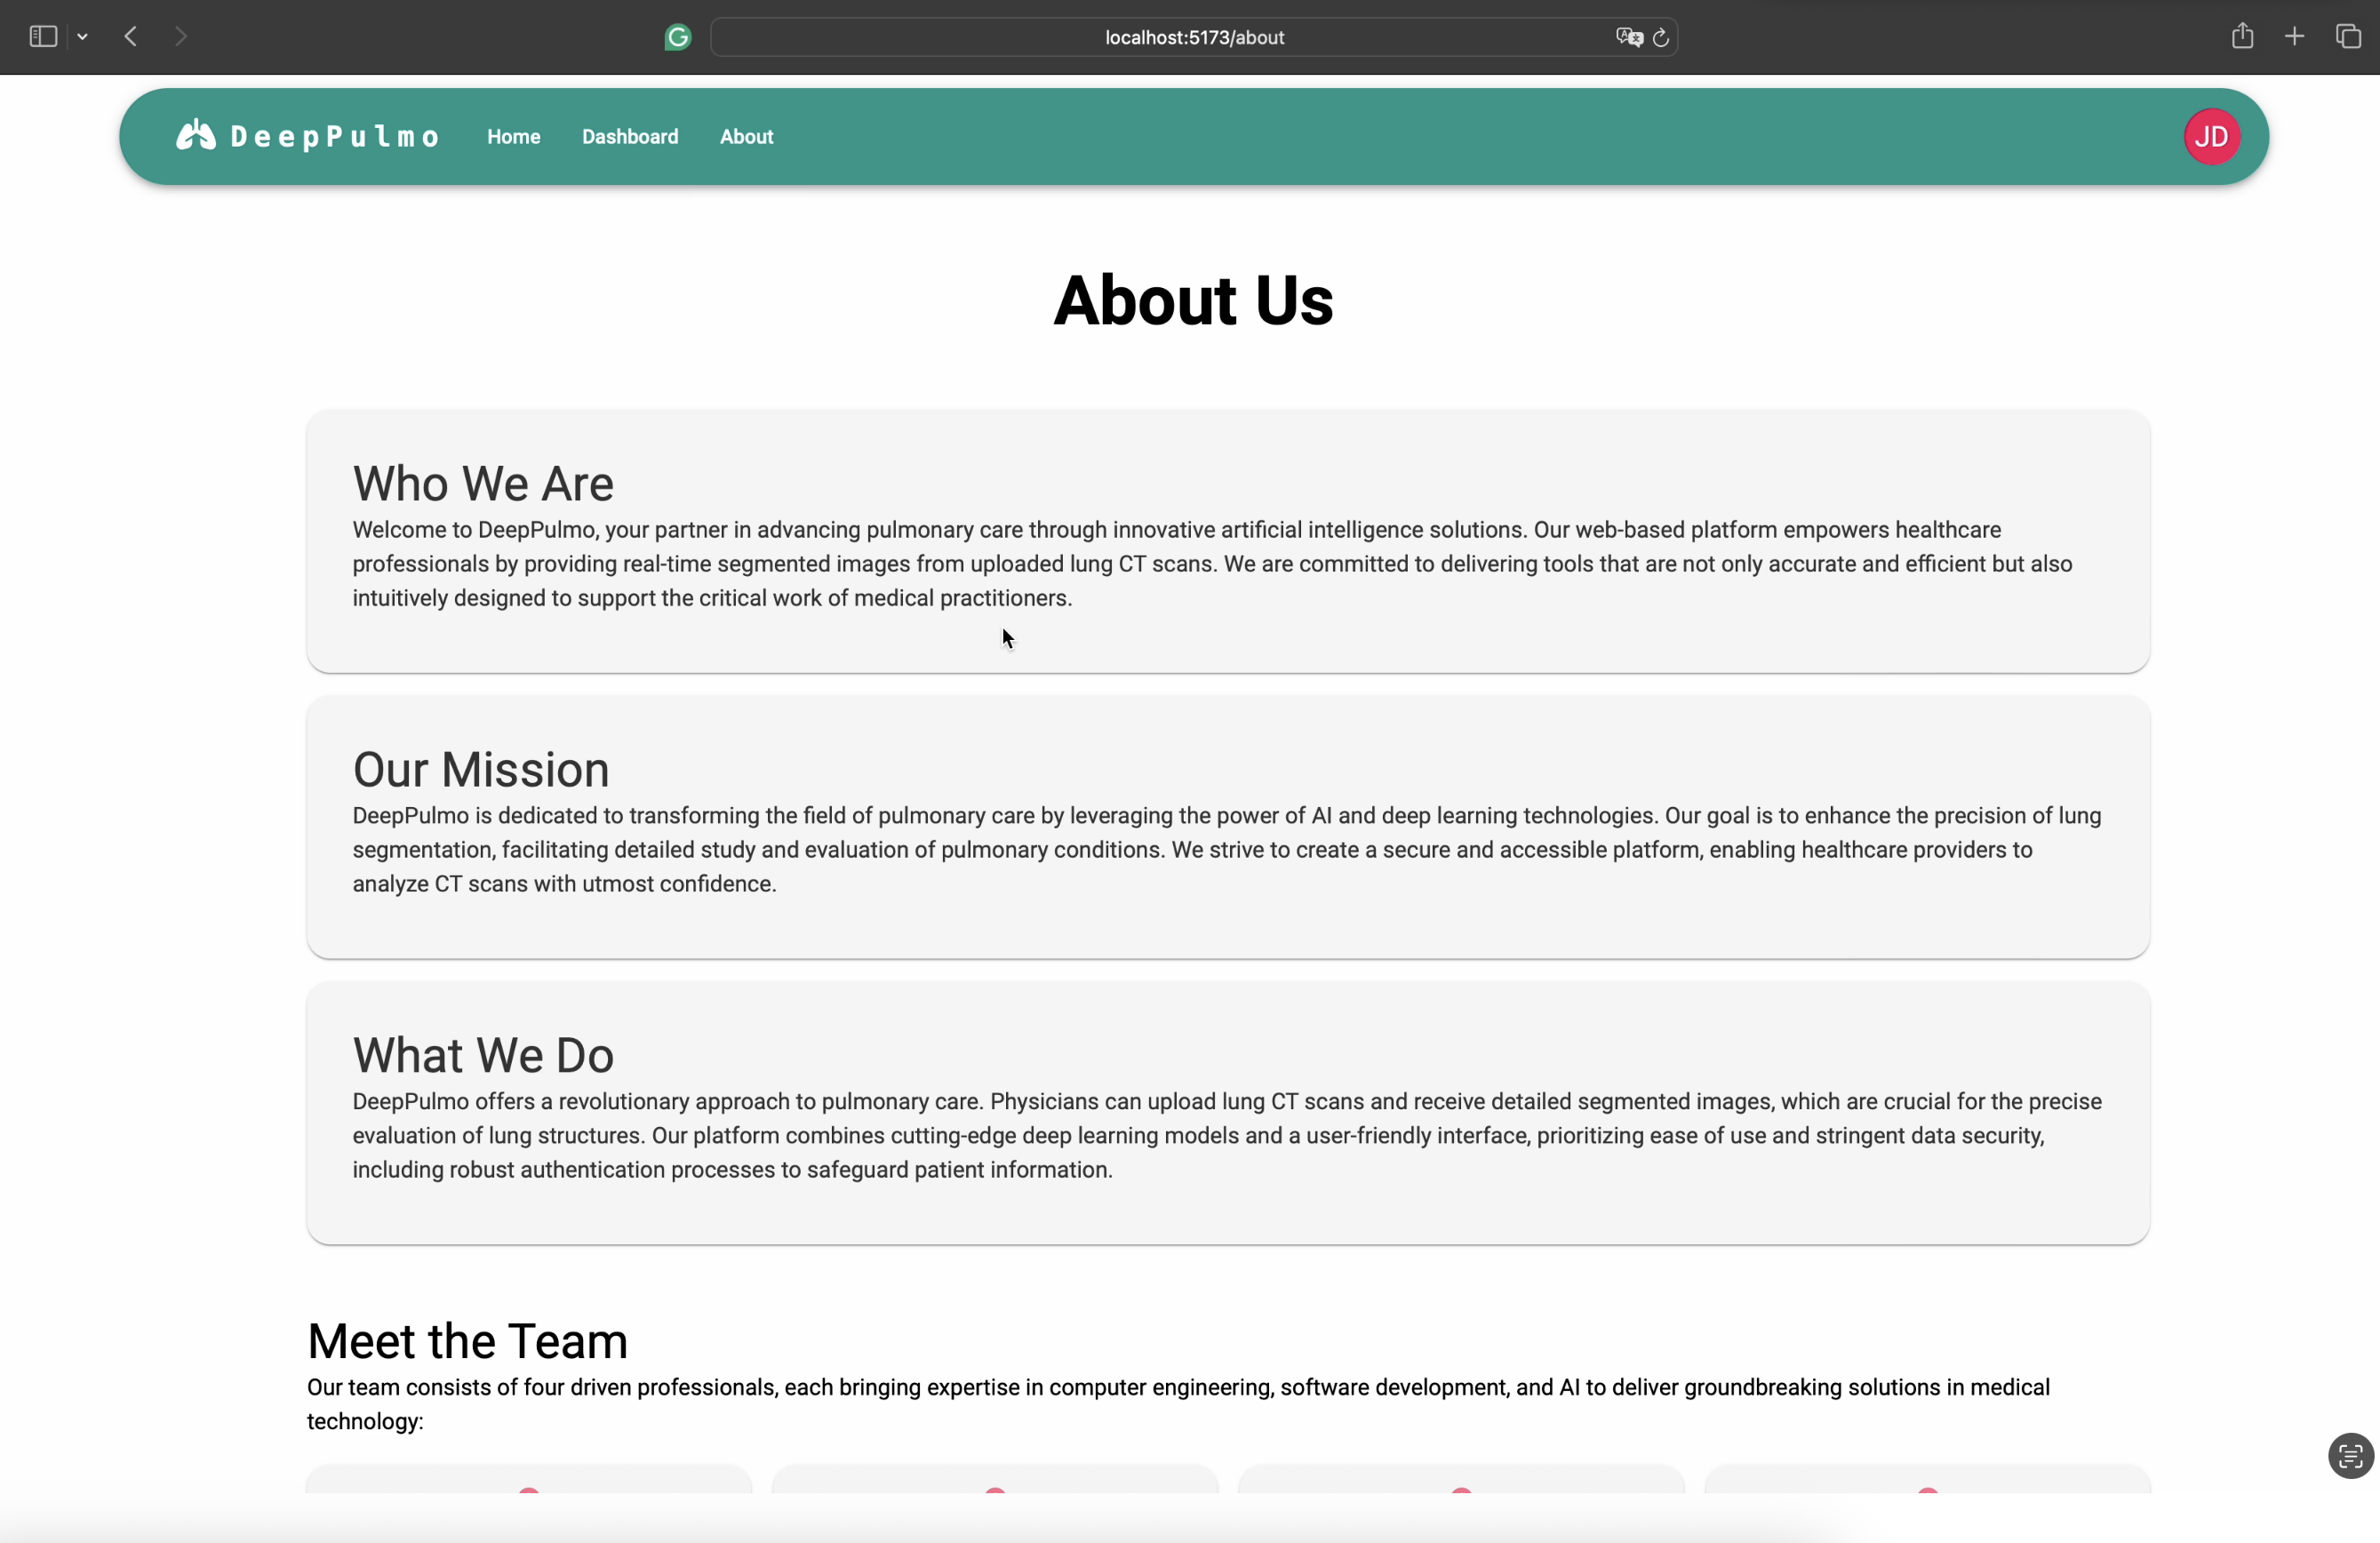 localhost:5173/about
DeepPulmo Home Dashboard About JD
About Us
Who We Are
Welcome to DeepPulmo, your partner in advancing pulmonary care through innovative artificial intelligence solutions. Our web-based platform empowers healthcare
professionals by providing real-time segmented images from uploaded lung CT scans. We are committed to delivering tools that are not only accurate and efficient but also
intuitively designed to support the critical work of medical practitioners.
Our Mission
DeepPulmo is dedicated to transforming the field of pulmonary care by leveraging the power of AI and deep learning technologies. Our goal is to enhance the precision of lung
segmentation, facilitating detailed study and evaluation of pulmonary conditions. We strive to create a secure and accessible platform, enabling healthcare providers to
analyze CT scans with utmost confidence.
What We Do
DeepPulmo offers a revolutionary approach to pulmonary care. Physicians can upload lung CT scans and receive detailed segmented images, which are crucial for the precise
evaluation of lung structures. Our platform combines cutting-edge deep learning models and a user-friendly interface, prioritizing ease of use and stringent data security,
including robust authentication processes to safeguard patient information.
Meet the Team
Our team consists of four driven professionals, each bringing expertise in computer engineering, software development, and AI to deliver groundbreaking solutions in medical
technology: